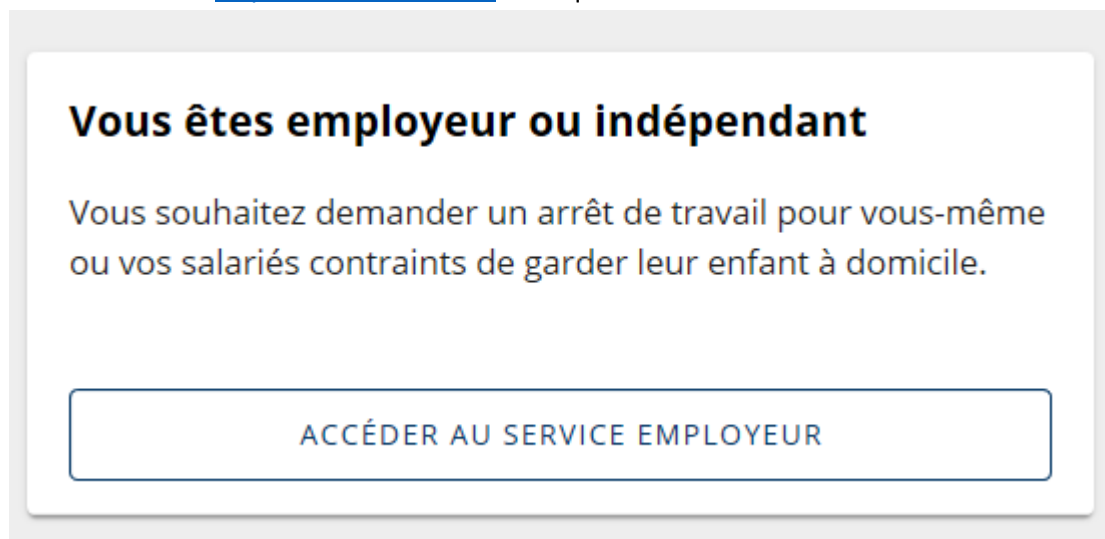 Vous êtes employeur ou indépendant
Vous souhaitez demander un arrêt de travail pour vous-même
ou vos salariés contraints de garder leur enfant à domicile.
ACCÉDER AU SERVICE EMPLOYEUR